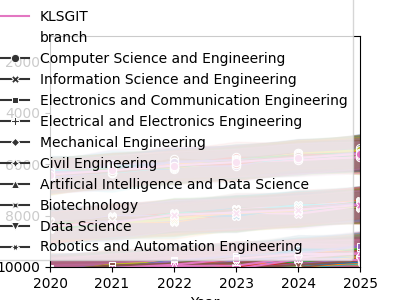 KLSGIT
branch
Computer Science and Engineering
2000
Information Science and Engineering
Electronics and Communication Engineering
4000
Electrical and Electronics Engineering
Mechanical Engineering
6000
Civil Engineering
Artificial Intelligence and Data Science
Biotechnology
8000
Data Science
Robotics and Automation Engineering
10000
2020 2021 2022 2023 2024 2025
Year